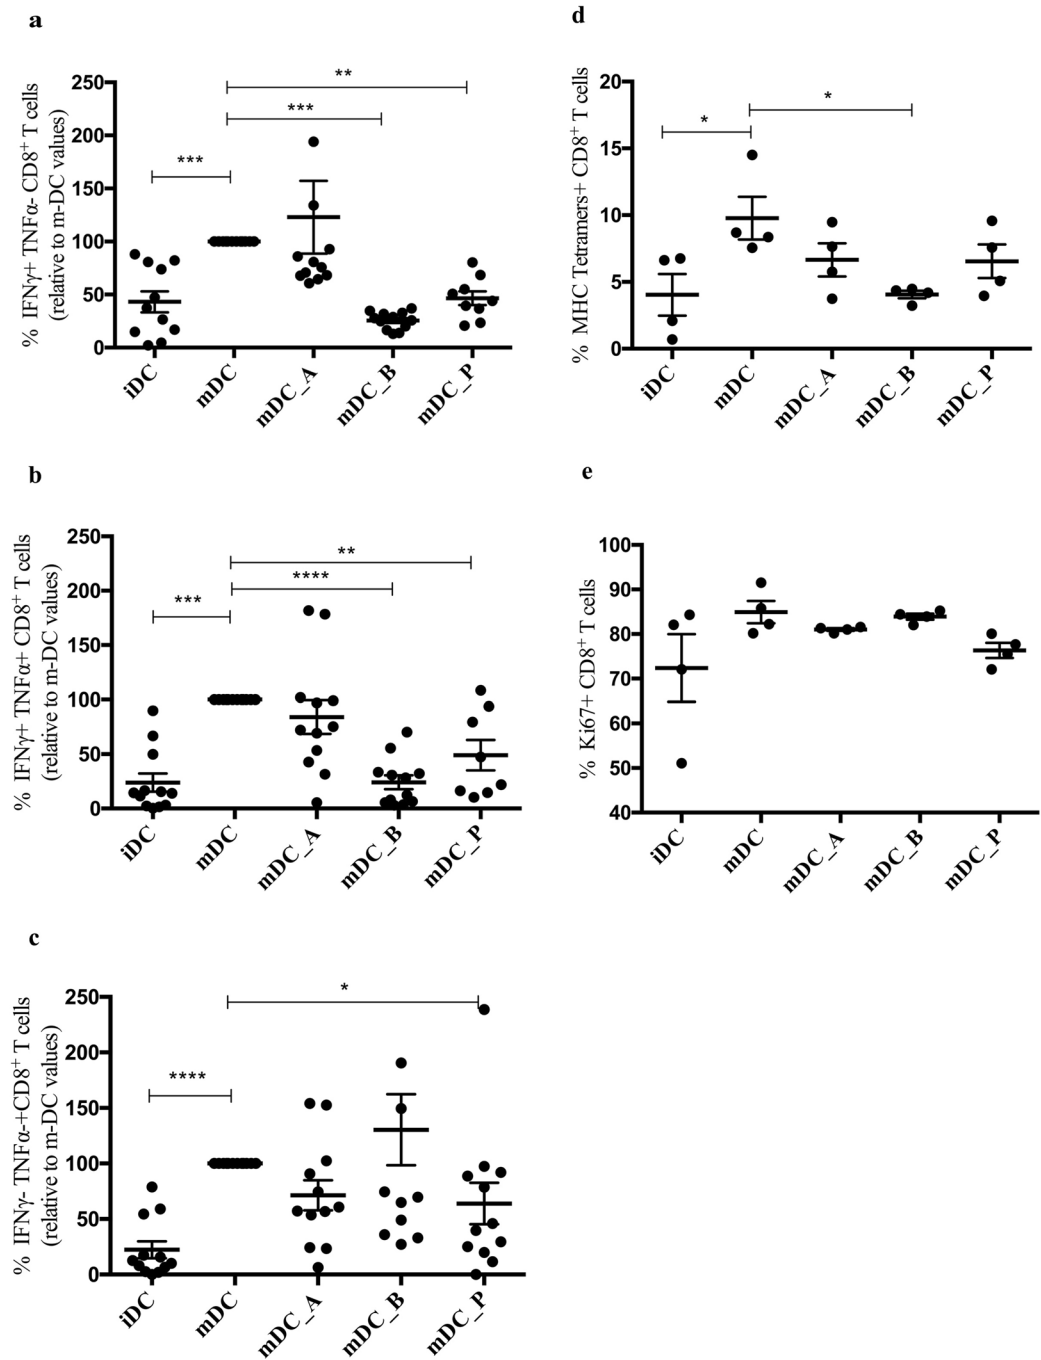 a
% IFNγ+ TNFα- CD8+ T cells
(relative to m-DC values)
250
200
150
100
50
0
***
***
**
iDC
mDC
mDC_A
mDC_B
mDC_P
d
% MHC Tetramers+ CD8+ T cells
20
15
10
5
0
*
*
iDC
mDC
mDC_A
mDC_B
mDC_P
b
% IFNγ+ TNFα+ CD8+ T cells
(relative to m-DC values)
250
200
150
100
50
0
***
****
**
iDC
mDC
mDC_A
mDC_B
mDC_P
e
% Ki67+ CD8+ T cells
100
90
80
70
60
50
40
iDC
mDC
mDC_A
mDC_B
mDC_P
c
% IFNγ- TNFα-+CD8+ T cells
(relative to m-DC values)
250
200
150
100
50
0
****
*
iDC
mDC
mDC_A
mDC_B
mDC_P